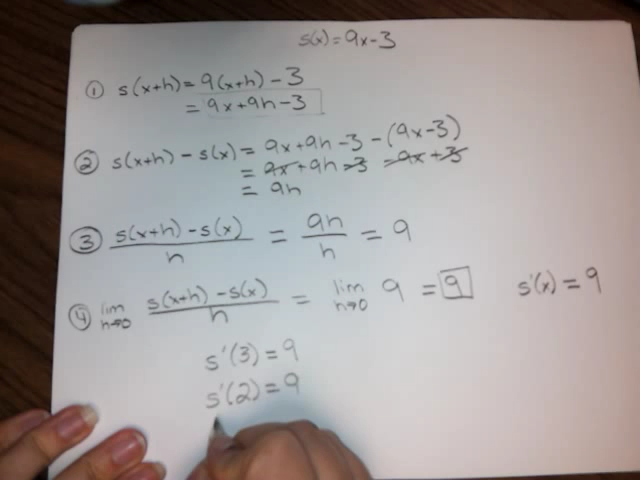 s(x) = 9x-3
① s(x+h) = 9(x+h) - 3
= 9x+9h-3
② s(x+h) - s(x) = 9x+9h-3 - (9x-3)
= 9x+9h-3 -9x+3
= 9h
③ s(x+h) - s(x) / h = 9h / h = 9
④ lim h→0 s(x+h) - s(x) / h = lim h→0 9 = 9 s'(x) = 9
s'(3) = 9
s'(2) = 9